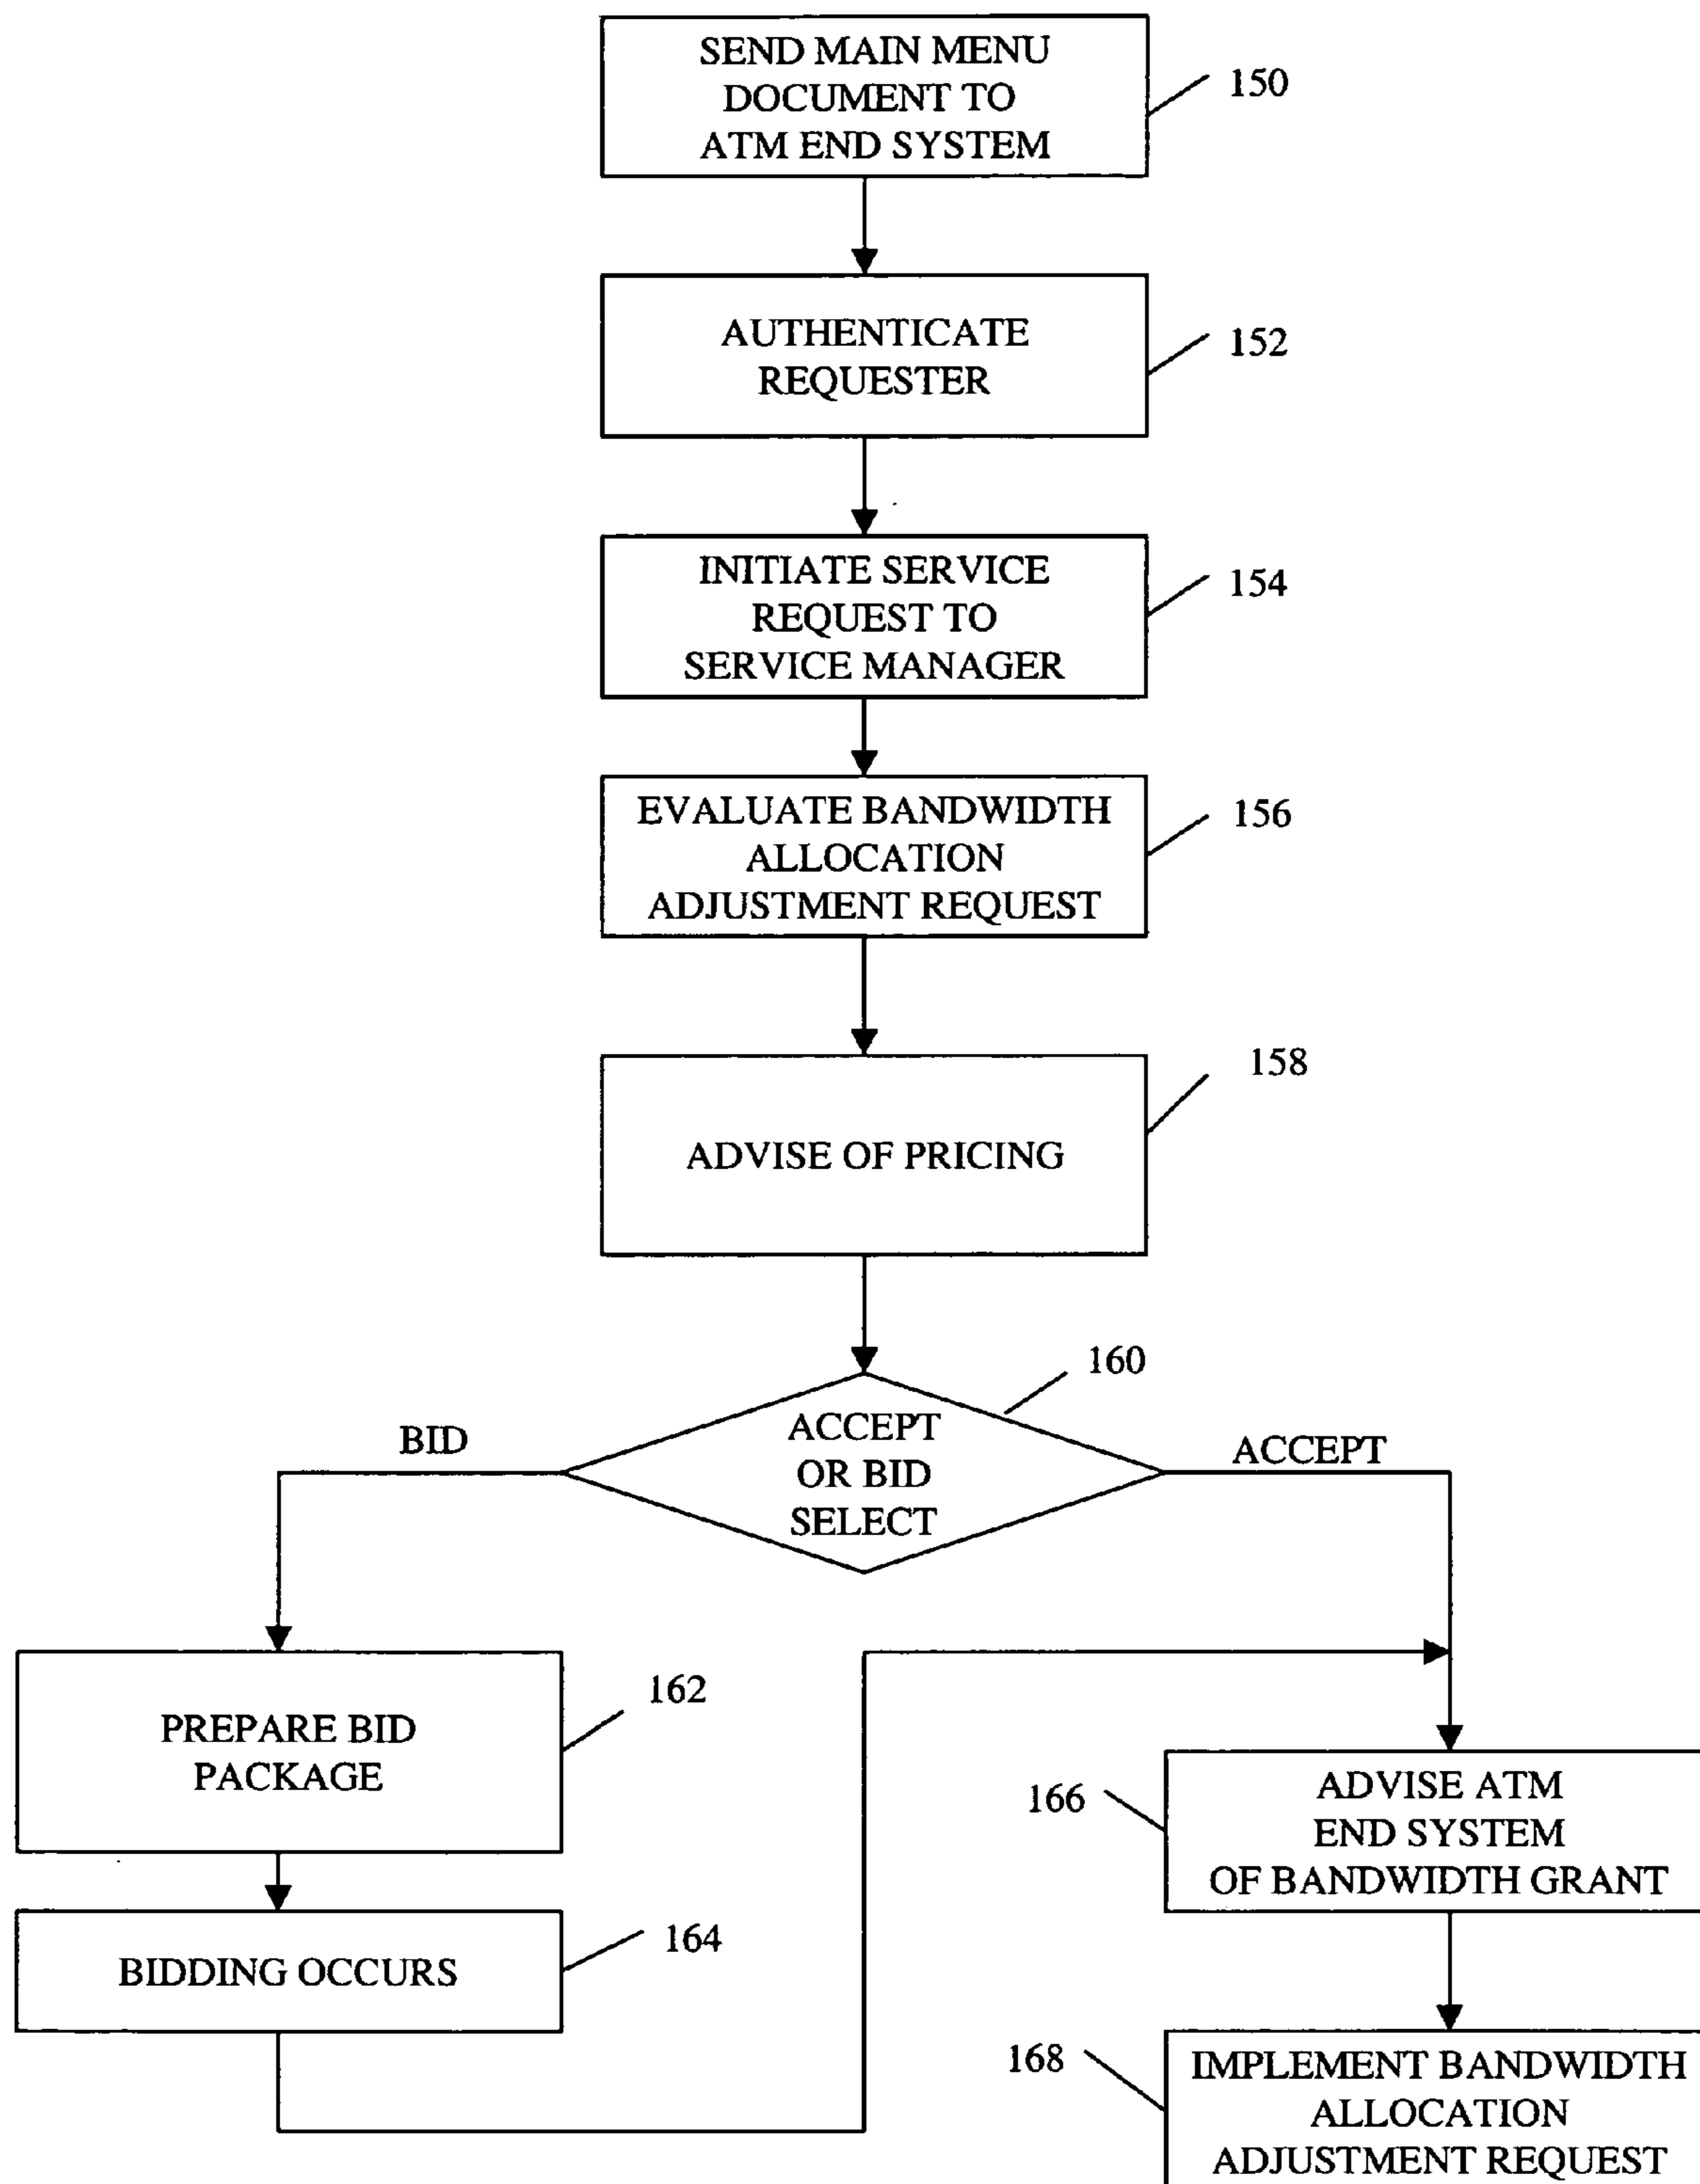 SEND MAIN MENU
DOCUMENT TO
ATM END SYSTEM
150
AUTHENTICATE
REQUESTER
152
INITIATE SERVICE
REQUEST TO
SERVICE MANAGER
154
EVALUATE BANDWIDTH
ALLOCATION
ADJUSTMENT REQUEST
156
ADVISE OF PRICING
158
ACCEPT
OR BID
SELECT
160
BID
ACCEPT
PREPARE BID
PACKAGE
162
BIDDING OCCURS
164
166
ADVISE ATM
END SYSTEM
OF BANDWIDTH GRANT
168
IMPLEMENT BANDWIDTH
ALLOCATION
ADJUSTMENT REQUEST